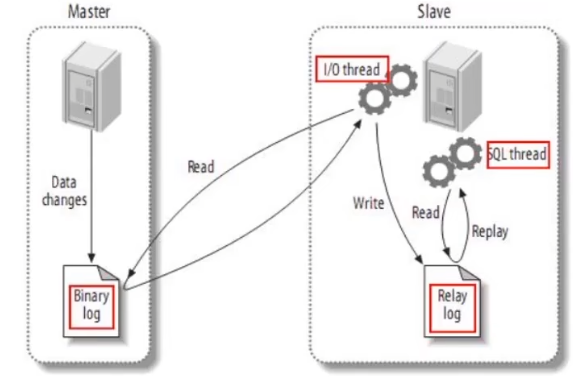 Master
Slave
I/O thread
SQL thread
Data
changes
Read
Write
Read
Replay
Binary
log
Relay
log